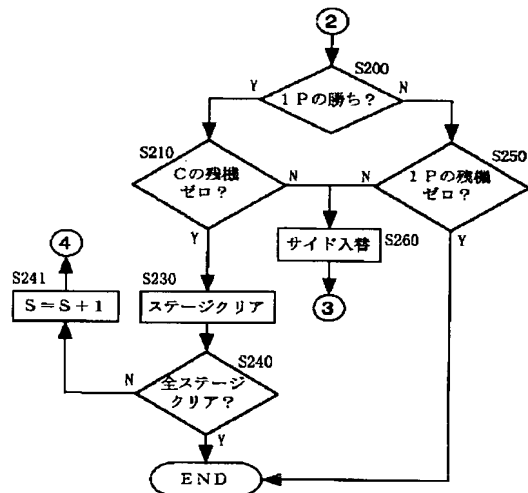 2
S200
1Pの勝ち?
Y
N
S210
Cの残機
ゼロ?
N
Y
S250
1Pの残機
ゼロ?
N
Y
サイド入替
S260
3
4
S241
S=S+1
S230
ステージクリア
S240
全ステージ
クリア?
N
Y
END